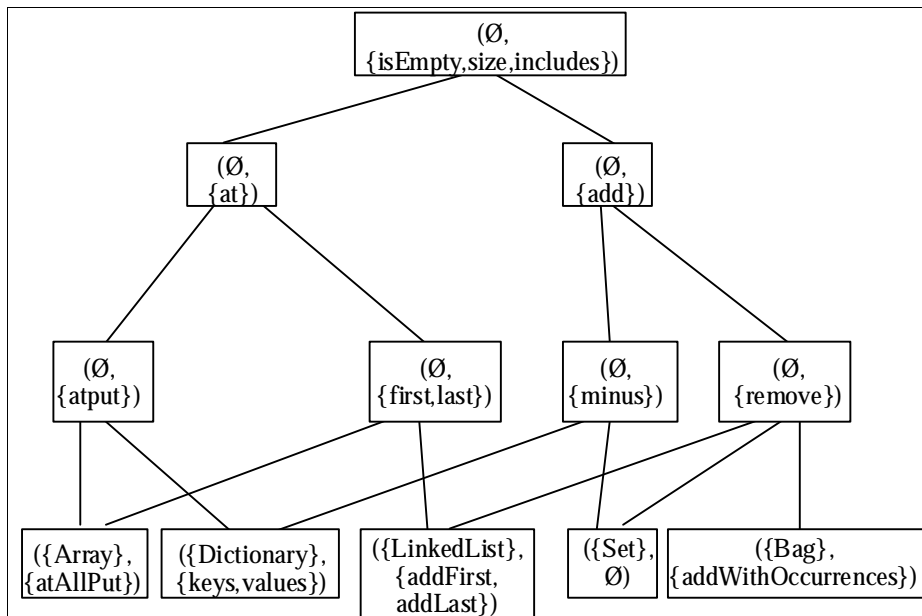 (Ø,
{isEmpty,size,includes})
(Ø,
{at})
(Ø,
{add})
(Ø,
{atput})
(Ø,
{first,last})
(Ø,
{minus})
(Ø,
{remove})
({Array},
{atAllPut})
({Dictionary},
{keys,values})
({LinkedList},
{addFirst,
addLast})
({Set},
Ø)
({Bag},
{addWithOccurrences})